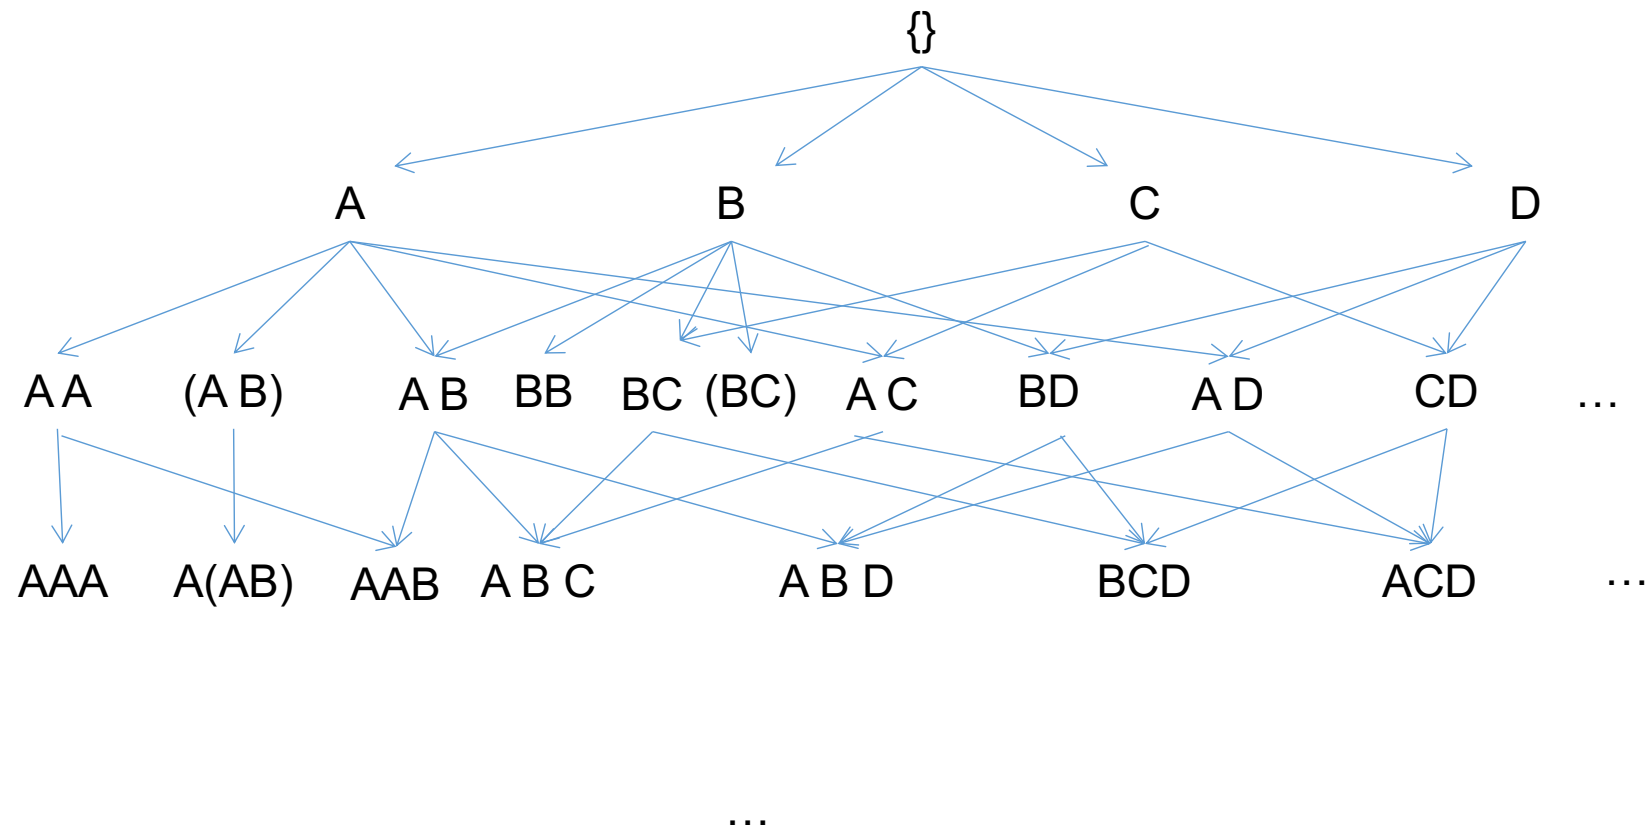 {}
A B C D
A A (A B) A B BB BC (BC) A C BD A D CD …
AAA A(AB) AAB A B C A B D BCD ACD …
…